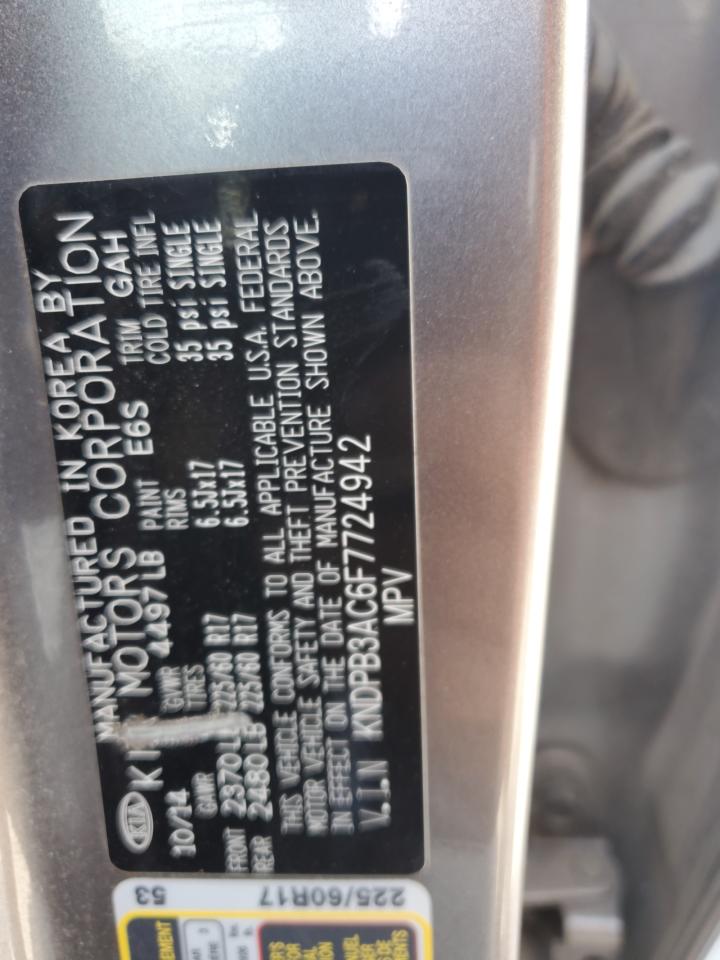 MANUFACTURED IN KOREA BY
KIA MOTORS CORPORATION
10/14 GVWR 4497 LB PAINT E6S TRIM GAH
GAWR TIRES RIMS COLD TIRE INFL
FRONT 2370LB 225/60 R17 6.5Jx17 35 psi SINGLE
REAR 2480LB 225/60 R17 6.5Jx17 35 psi SINGLE
THIS VEHICLE CONFORMS TO ALL APPLICABLE U.S.A. FEDERAL
MOTOR VEHICLE SAFETY AND THEFT PREVENTION STANDARDS
IN EFFECT ON THE DATE OF MANUFACTURE SHOWN ABOVE.
V.I.N KNDPB3AC6F7724942
MPV
53
225/60R17